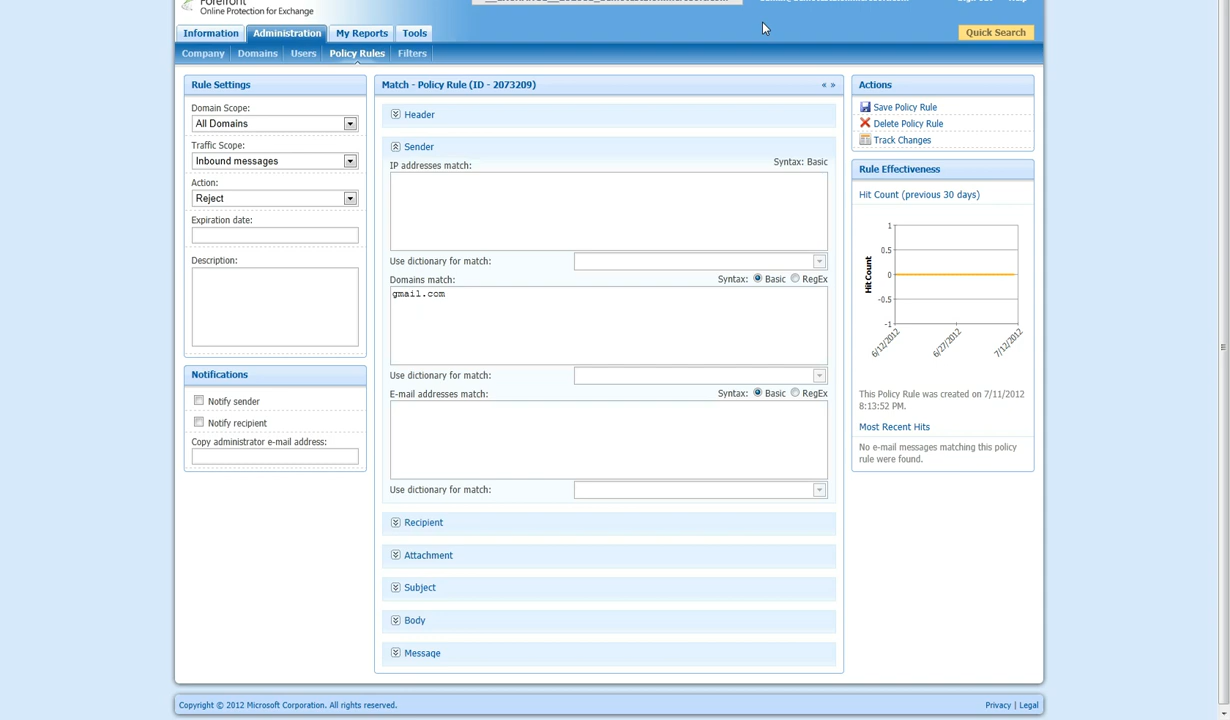 Forefront
Online Protection for Exchange
Information
Administration
My Reports
Tools
Quick Search
Company
Domains
Users
Policy Rules
Filters
Rule Settings
Domain Scope:
All Domains
Traffic Scope:
Inbound messages
Action:
Reject
Expiration date:
Description:
Notifications
Notify sender
Notify recipient
Copy administrator e-mail address:
Match - Policy Rule (ID - 2073209)
« »
Header
Sender
IP addresses match:
Syntax: Basic
Use dictionary for match:
Domains match:
Syntax: Basic RegEx
gmail.com
Use dictionary for match:
E-mail addresses match:
Syntax: Basic RegEx
Use dictionary for match:
Recipient
Attachment
Subject
Body
Message
Actions
Save Policy Rule
Delete Policy Rule
Track Changes
Rule Effectiveness
Hit Count (previous 30 days)
Hit Count
1
0.5
0
-0.5
-1
6/12/2012
6/27/2012
7/12/2012
This Policy Rule was created on 7/11/2012
8:13:52 PM.
Most Recent Hits
No e-mail messages matching this policy
rule were found.
Copyright © 2012 Microsoft Corporation. All rights reserved.
Privacy | Legal